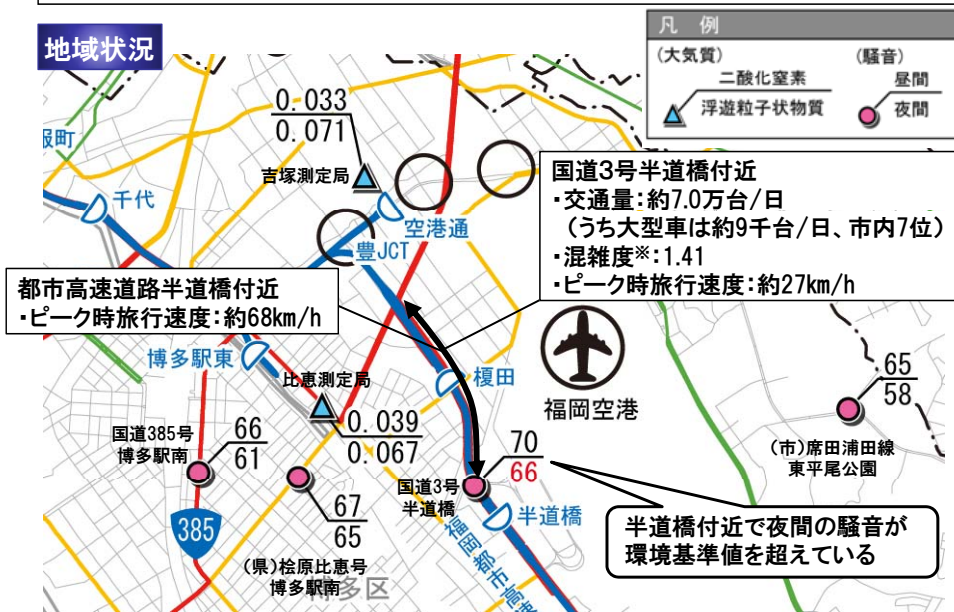 地域状況
凡 例
(大気質)
(騒音)
二酸化窒素
浮遊粒子状物質
昼間
夜間
0.033
0.071
吉塚測定局
服町
千代
空港通
豊JCT
国道3号半道橋付近
・交通量:約7.0万台/日
(うち大型車は約9千台/日、市内7位)
・混雑度※:1.41
・ピーク時旅行速度:約27km/h
都市高速道路半道橋付近
・ピーク時旅行速度:約68km/h
博多駅東
比恵測定局
0.039
0.067
榎田
福岡空港
65
58
(市)席田浦田線
東平尾公園
国道385号
博多駅南
66
61
385
67
65
(県)桧原比恵号
博多駅南
博多区
国道3号
半道橋
70
66
半道橋
福岡都市高速
半道橋付近で夜間の騒音が
環境基準値を超えている